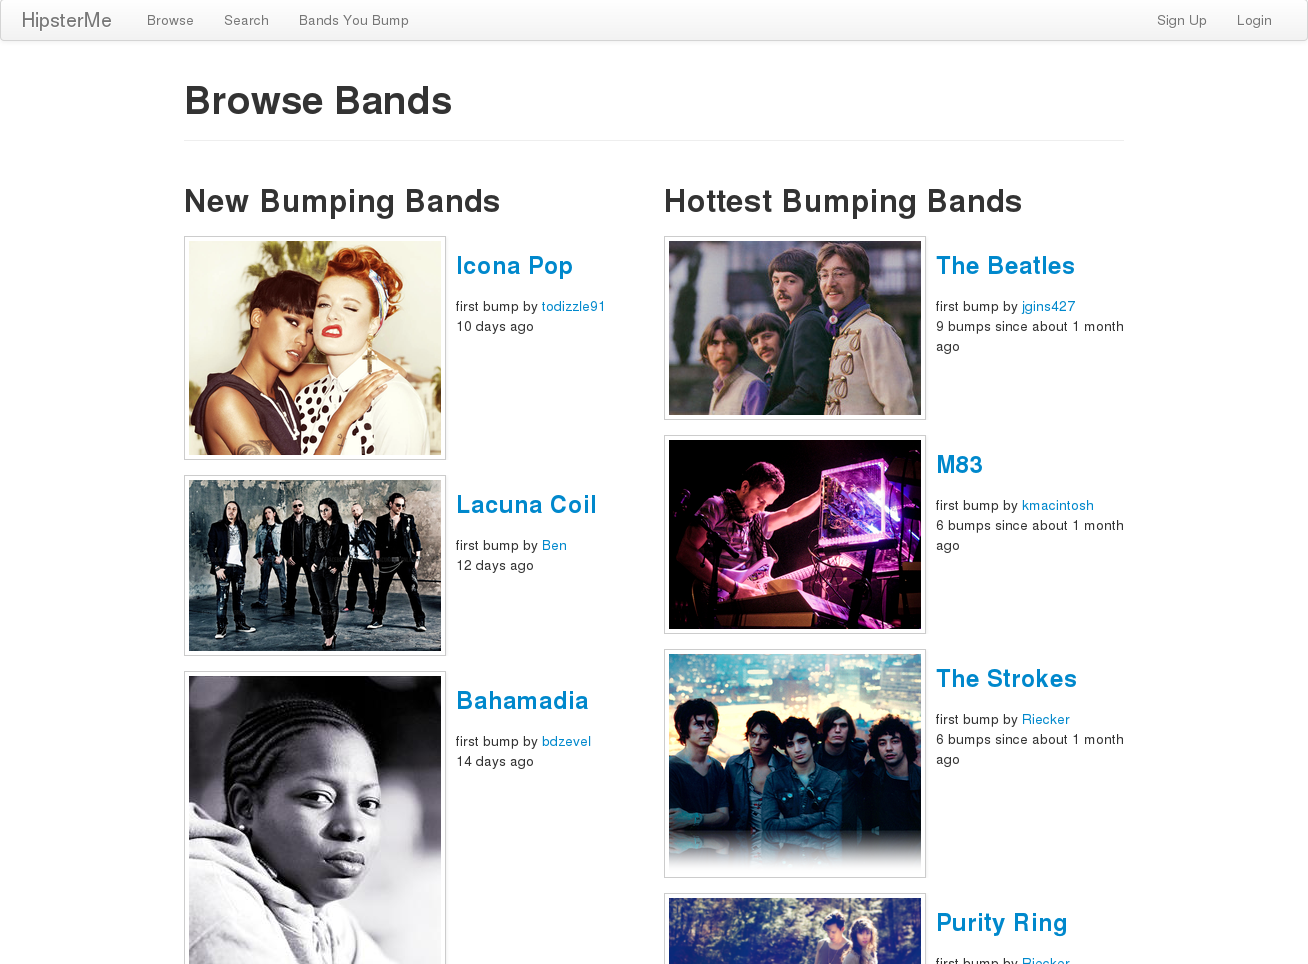 HipsterMe Browse Search Bands You Bump Sign Up Login
Browse Bands
New Bumping Bands
Icona Pop
first bump by todizzle91
10 days ago
Lacuna Coil
first bump by Ben
12 days ago
Bahamadia
first bump by bdzevel
14 days ago
Hottest Bumping Bands
The Beatles
first bump by jgins427
9 bumps since about 1 month
ago
M83
first bump by kmacintosh
6 bumps since about 1 month
ago
The Strokes
first bump by Riecker
6 bumps since about 1 month
ago
Purity Ring
first bump by Riecker